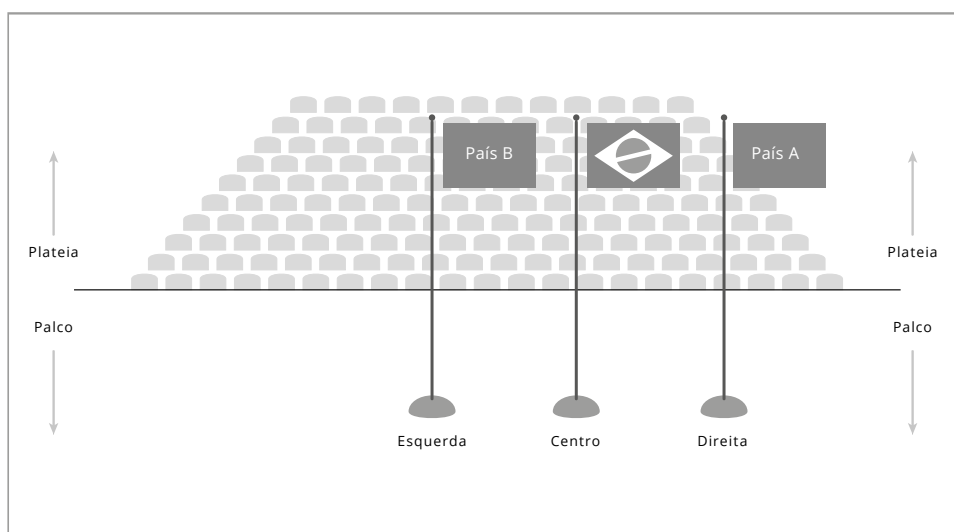 País B
País A
Plateia
Plateia
Palco
Palco
Esquerda
Centro
Direita